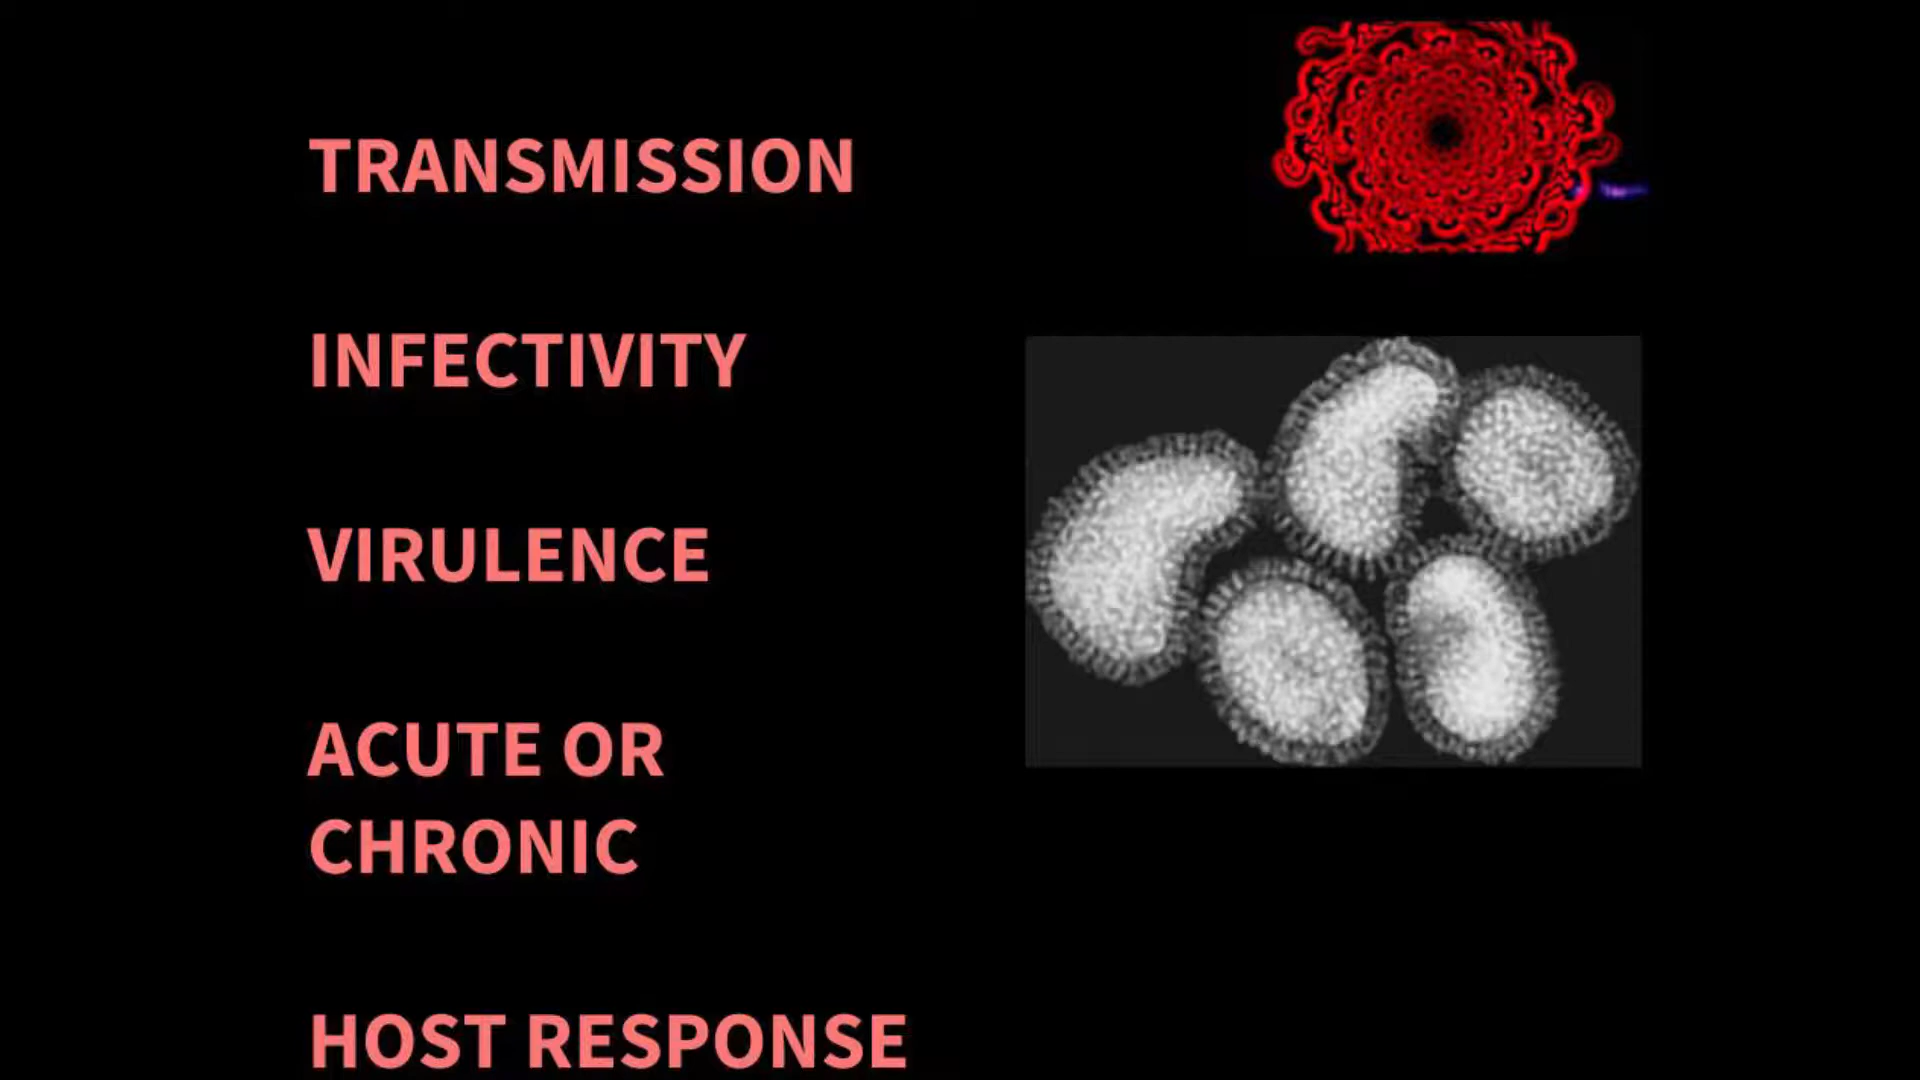 TRANSMISSION
INFECTIVITY
VIRULENCE
ACUTE OR
CHRONIC
HOST RESPONSE